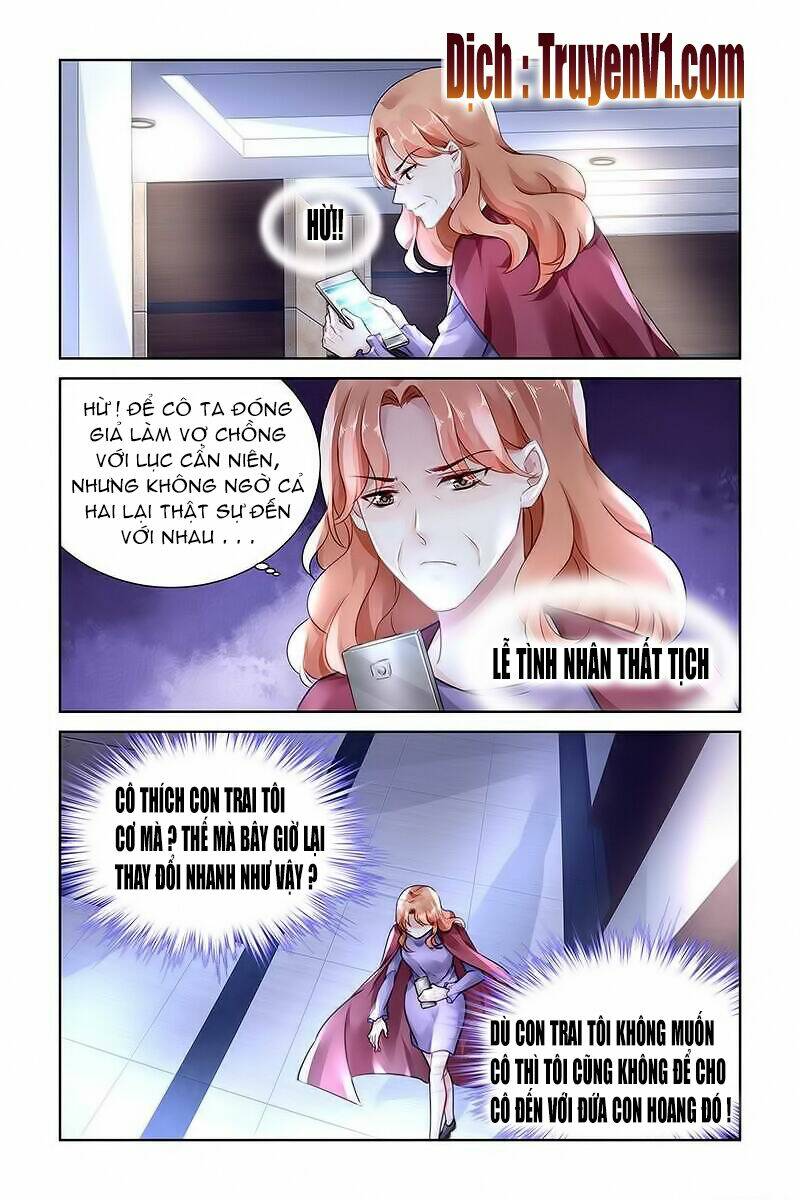 Dịch : TruyenV1.com
HỪ!!
HỪ! ĐỂ CÔ TA ĐÓNG
GIẢ LÀM VỢ CHỒNG
VỚI LỤC CẨN NIÊN,
NHƯNG KHÔNG NGỜ CẢ
HAI LẠI THẬT SỰ ĐẾN
VỚI NHAU . . .
LỄ TÌNH NHÂN THẤT TỊCH
CÔ THÍCH CON TRAI TÔI
CƠ MÀ ? THẾ MÀ BÂY GIỜ LẠI
THAY ĐỔI NHANH NHƯ VẬY ?
DÙ CON TRAI TÔI KHÔNG MUỐN
CÔ THÌ TÔI CŨNG KHÔNG ĐỂ CHO
CÔ ĐẾN VỚI ĐỨA CON HOANG ĐÓ !